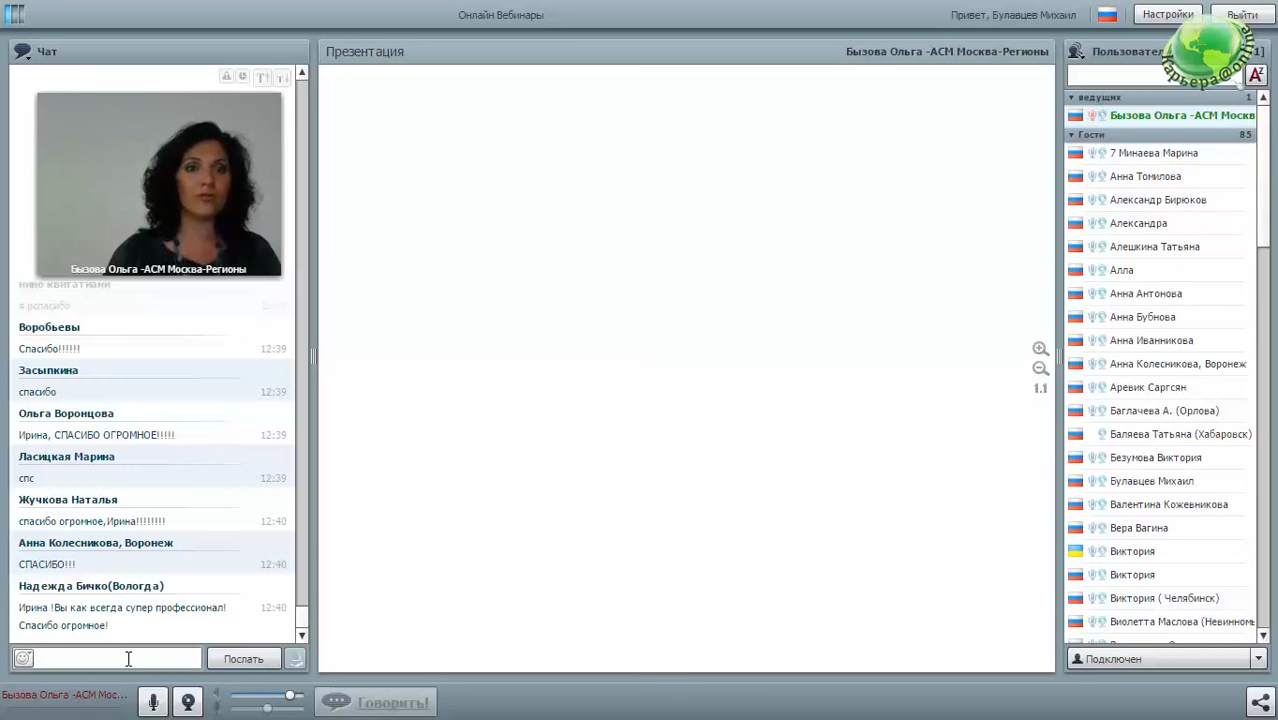 Онлайн Вебинары
Привет, Булавцев Михаил
Настройки
Выйти
Карьера@online
Чат
Бызова Ольга -АСМ Москва-Регионы
Воробьевы
Спасибо!!!!!! 12:39
Засыпкина
спасибо 12:39
Ольга Воронцова
Ирина, СПАСИБО ОГРОМНОЕ!!!!! 12:39
Ласицкая Марина
спс 12:39
Жучкова Наталья
спасибо огромное,Ирина!!!!!!!! 12:40
Анна Колесникова, Воронеж
СПАСИБО!!! 12:40
Надежда Бичко(Вологда)
Ирина !Вы как всегда супер профессионал! 12:40
Спасибо огромное!
Послать
Бызова Ольга -АСМ Мос...
Говорить!
Презентация
Бызова Ольга -АСМ Москва-Регионы
1.1
ведущих 1
Бызова Ольга -АСМ Москв
Гости 85
7 Минаева Марина
Анна Томилова
Александр Бирюков
Александра
Алешкина Татьяна
Алла
Анна Антонова
Анна Бубнова
Анна Иванникова
Анна Колесникова, Воронеж
Аревик Саргсян
Баглачева А. (Орлова)
Баляева Татьяна (Хабаровск)
Безумова Виктория
Булавцев Михаил
Валентина Кожевникова
Вера Вагина
Виктория
Виктория
Виктория ( Челябинск)
Виолетта Маслова (Невинном
Подключен